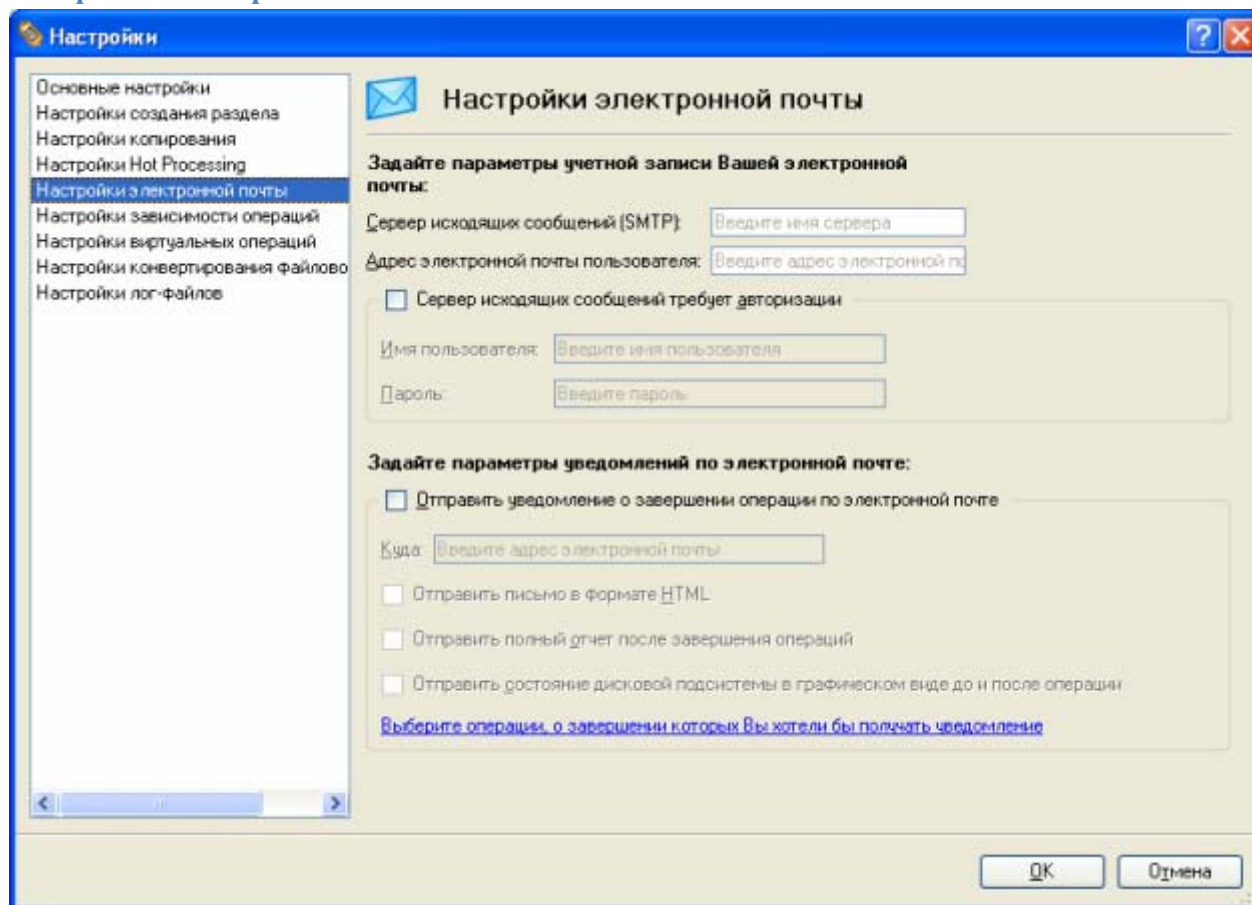 Настройки
Основные настройки
Настройки создания раздела
Настройки копирования
Настройки Hot Processing
Настройки электронной почты
Настройки зависимости операций
Настройки виртуальных операций
Настройки конвертирования файлово
Настройки лог-файлов
Настройки электронной почты
Задайте параметры учетной записи Вашей электронной
почты:
Сервер исходящих сообщений (SMTP): Введите имя сервера
Адрес электронной почты пользователя: Введите адрес электронной по
Сервер исходящих сообщений требует авторизации
Имя пользователя: Введите имя пользователя
Пароль: Введите пароль
Задайте параметры уведомлений по электронной почте:
Отправить уведомление о завершении операции по электронной почте
Куда: Введите адрес электронной почты
Отправить письмо в формате HTML
Отправить полный отчет после завершения операций
Отправить состояние дисковой подсистемы в графическом виде до и после операции
Выберите операции, о завершении которых Вы хотели бы получать уведомление
OK Отмена